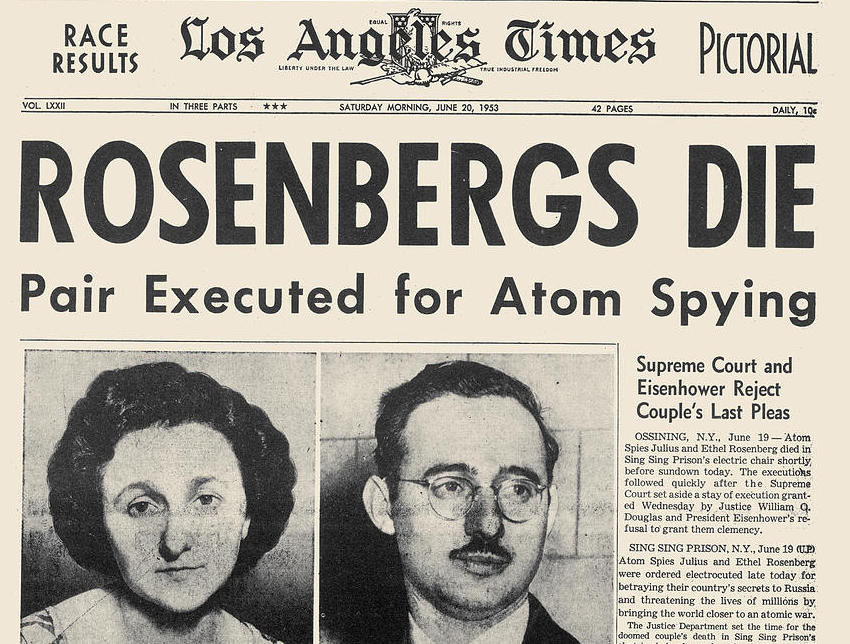 RACE RESULTS
EQUAL RIGHTS
Los Angeles Times
LIBERTY UNDER THE LAW TRUE INDUSTRIAL FREEDOM
PICTORIAL
VOL. LXXII IN THREE PARTS ★★★ SATURDAY MORNING, JUNE 20, 1953 42 PAGES DAILY, 10¢
ROSENBERGS DIE
Pair Executed for Atom Spying
Supreme Court and
Eisenhower Reject
Couple's Last Pleas
OSSINING, N.Y., June 19—Atom
Spies Julius and Ethel Rosenberg died in
Sing Sing Prison's electric chair shortly
before sundown today. The executions
followed quickly after the Supreme
Court set aside a stay of execution grant-
ed Wednesday by Justice William O.
Douglas and President Eisenhower's re-
fusal to grant them clemency.
SING SING PRISON, N.Y., June 19 (UP)
Atom Spies Julius and Ethel Rosenberg
were ordered electrocuted late today for
betraying their country's secrets to Russia
and threatening the lives of millions by
bringing the world closer to an atomic war.
The Justice Department set the time for the
doomed couple's death in Sing Sing Prison's